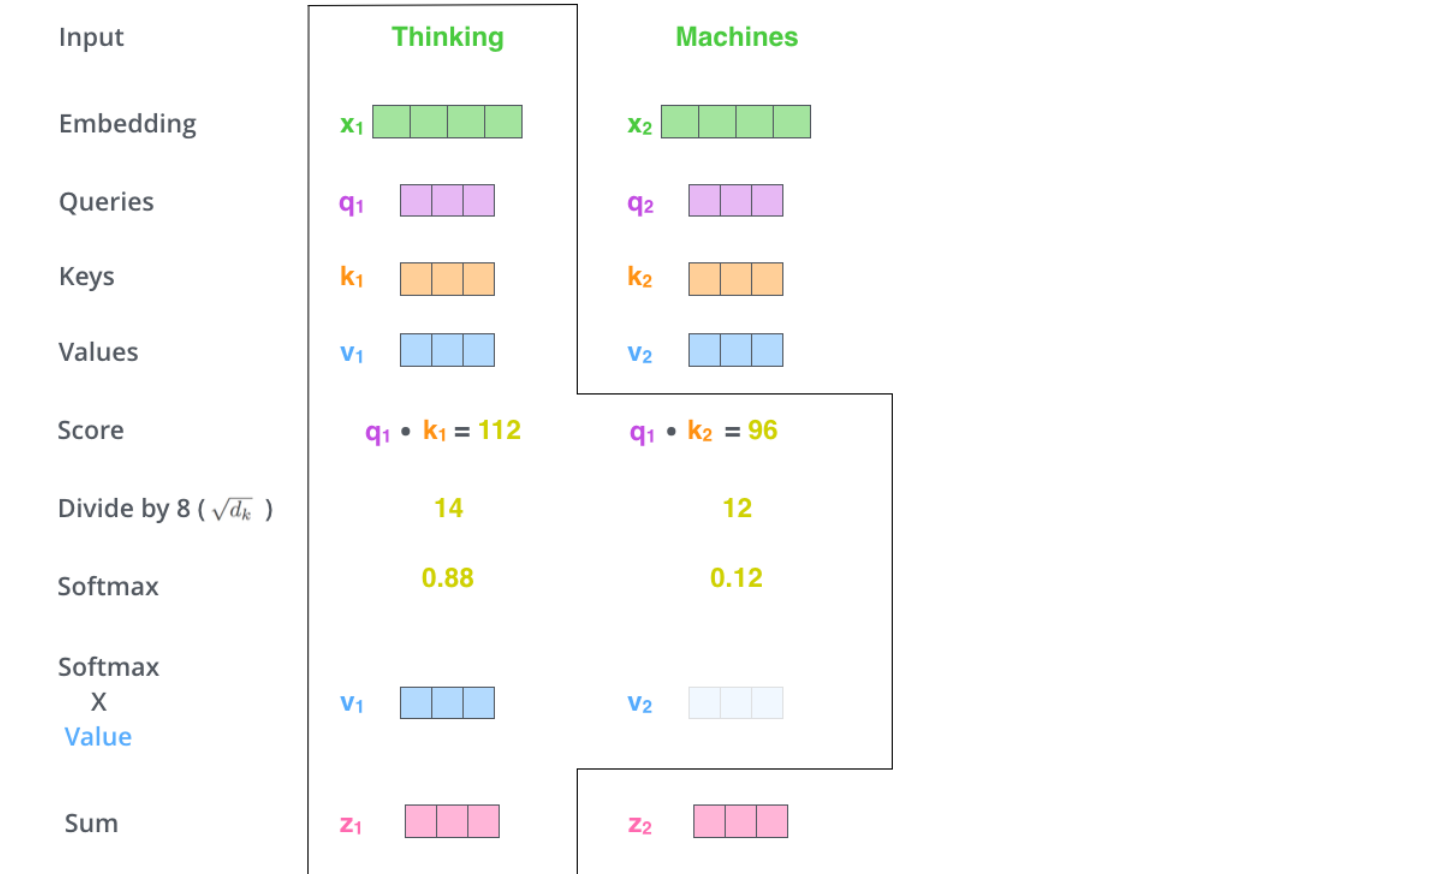 Input Thinking Machines
Embedding x₁ x₂
Queries q₁ q₂
Keys k₁ k₂
Values v₁ v₂
Score q₁ • k₁ = 112 q₁ • k₂ = 96
Divide by 8 ( √dₖ ) 14 12
Softmax 0.88 0.12
Softmax
X
v₁ v₂
Value
Sum z₁ z₂